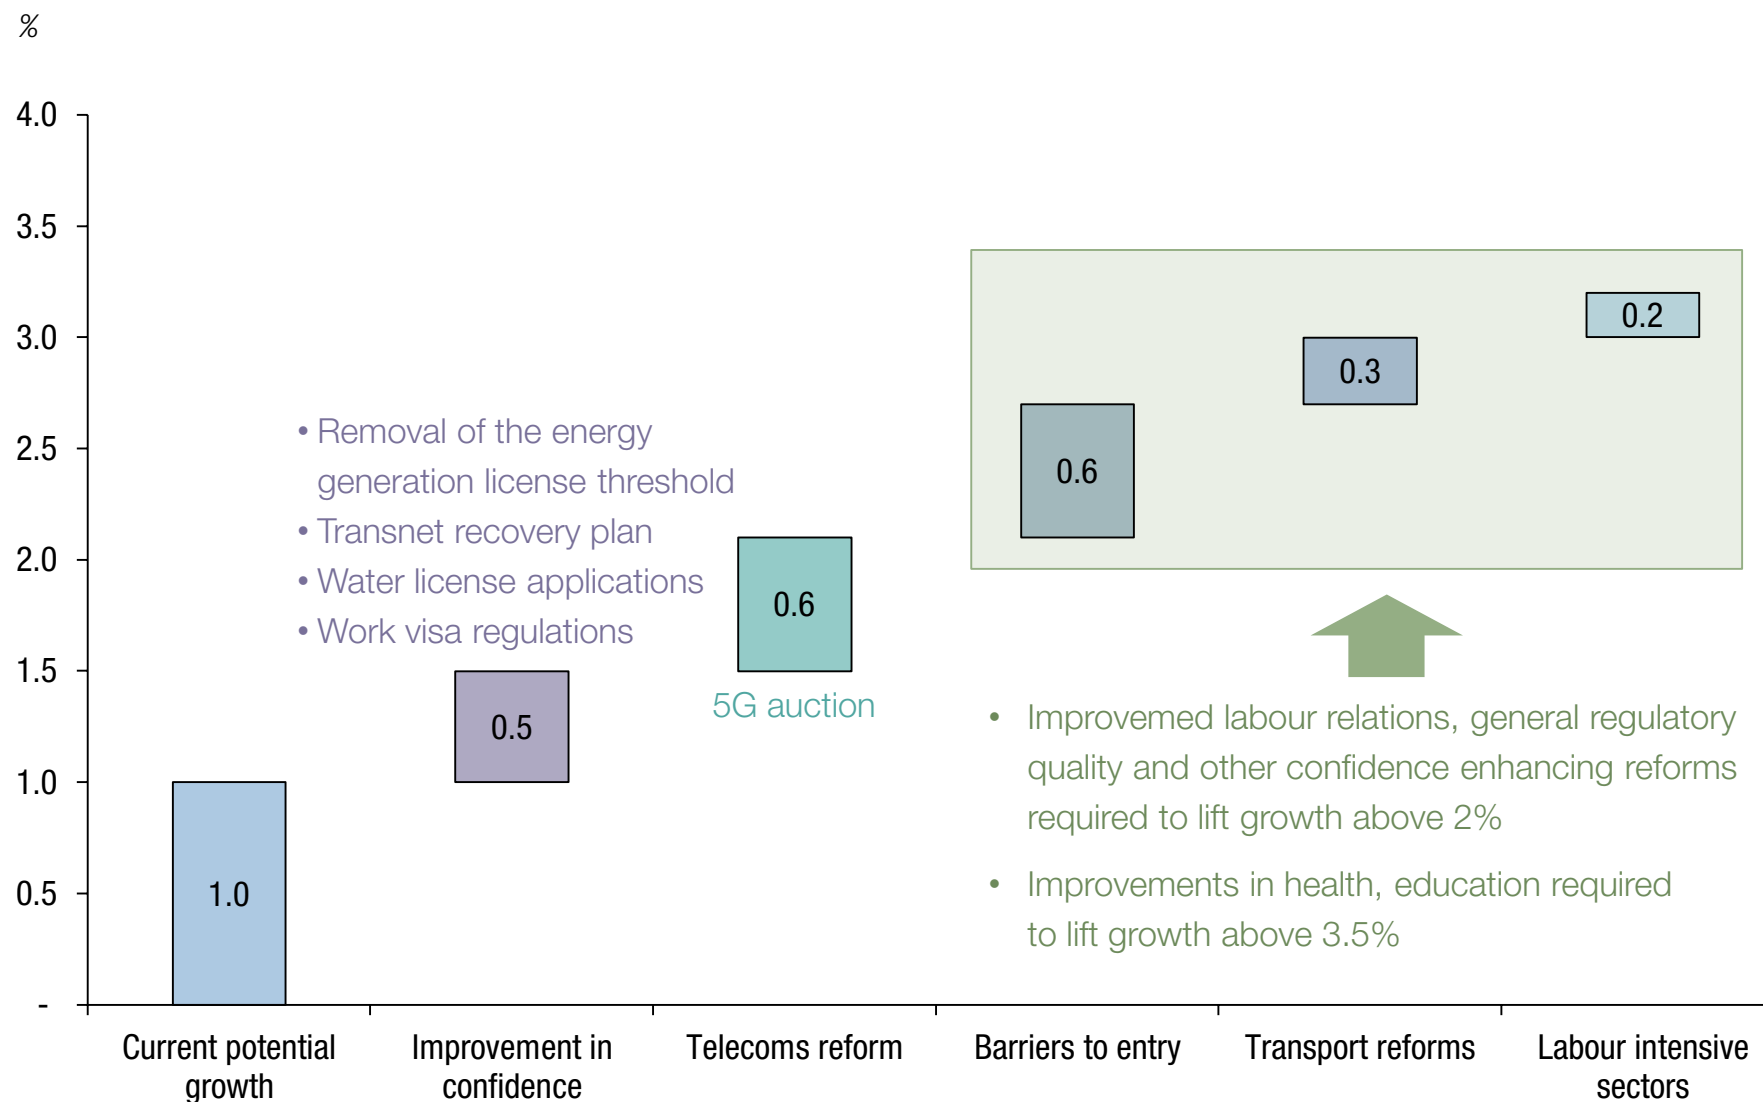 %
4.0
3.5
3.0
2.5
2.0
1.5
1.0
0.5
-
1.0
0.5
0.6
0.6
0.3
0.2
• Removal of the energy
generation license threshold
• Transnet recovery plan
• Water license applications
• Work visa regulations
5G auction
• Improvemed labour relations, general regulatory
quality and other confidence enhancing reforms
required to lift growth above 2%
• Improvements in health, education required
to lift growth above 3.5%
Current potential
growth
Improvement in
confidence
Telecoms reform
Barriers to entry
Transport reforms
Labour intensive
sectors